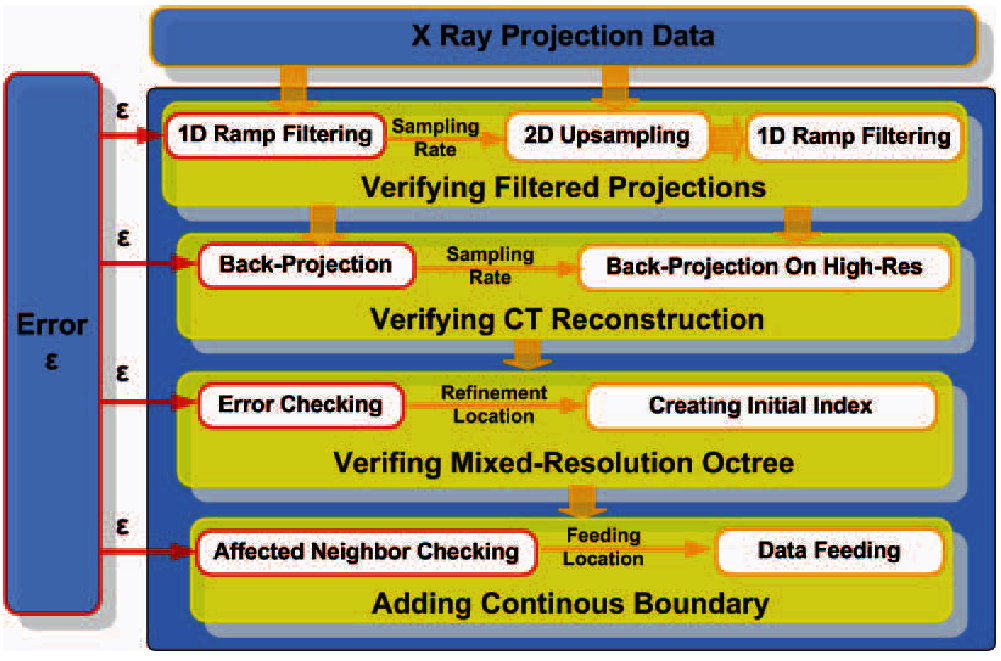 X Ray Projection Data
Error
ε
ε
1D Ramp Filtering
Sampling
Rate
2D Upsampling
1D Ramp Filtering
Verifying Filtered Projections
ε
Back-Projection
Sampling
Rate
Back-Projection On High-Res
Verifying CT Reconstruction
ε
Error Checking
Refinement
Location
Creating Initial Index
Verifing Mixed-Resolution Octree
ε
Affected Neighbor Checking
Feeding
Location
Data Feeding
Adding Continous Boundary